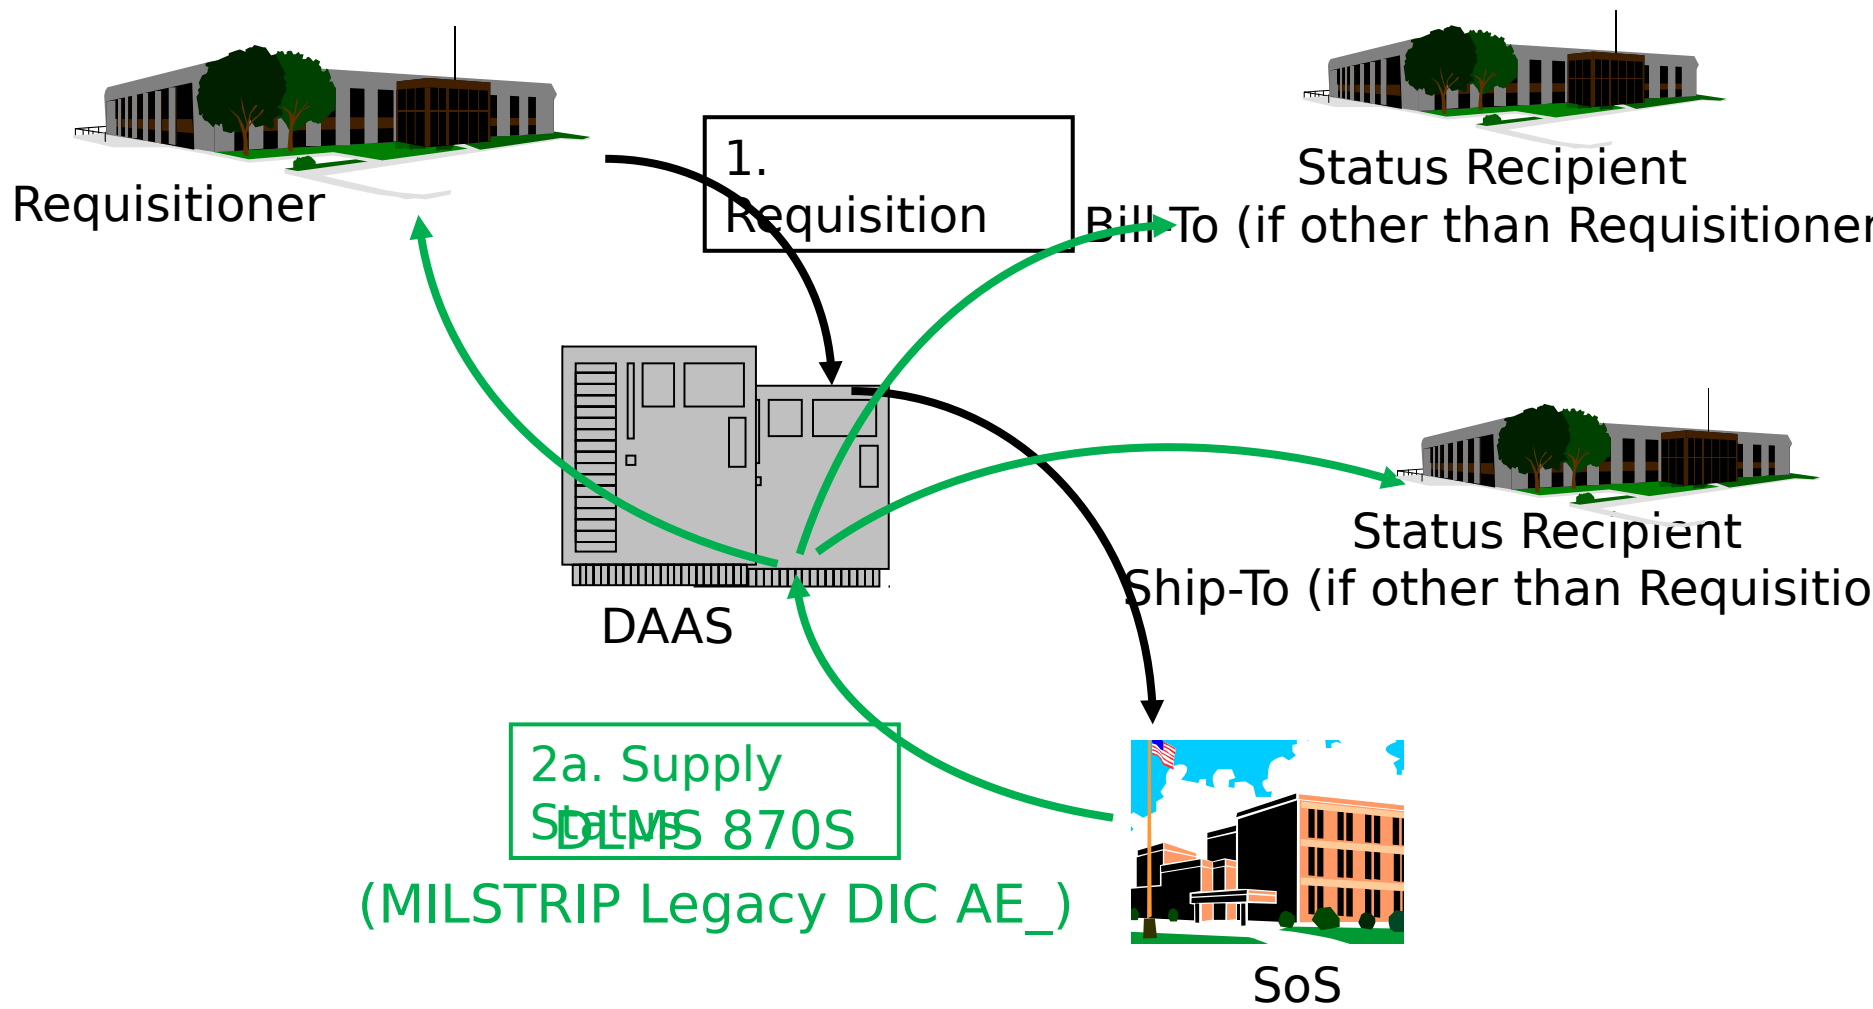 Requisitioner
1.
Requisition
Status Recipient
Bill-To (if other than Requisitioner
Status Recipient
Ship-To (if other than Requisitio
DAAS
2a. Supply
Status
DLMS 870S
(MILSTRIP Legacy DIC AE_)
SoS